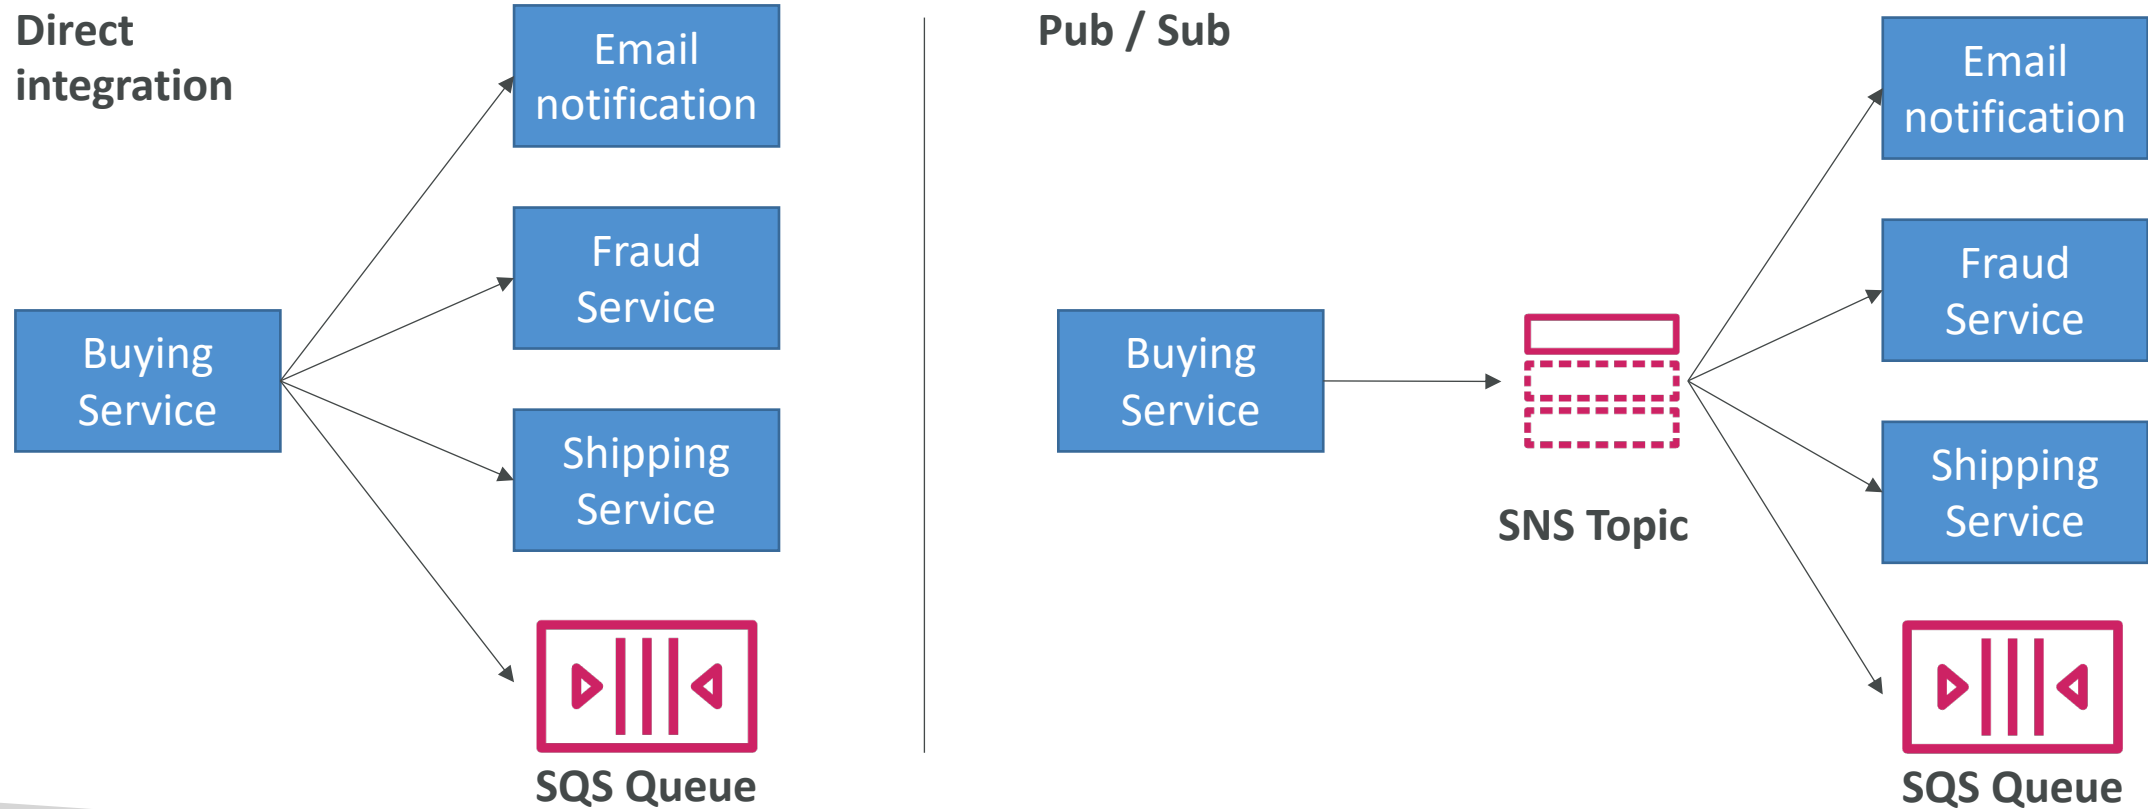 Direct
integration
Email
notification
Fraud
Service
Buying
Service
Shipping
Service
SQS Queue
Pub / Sub
Email
notification
Fraud
Service
Buying
Service
SNS Topic
Shipping
Service
SQS Queue